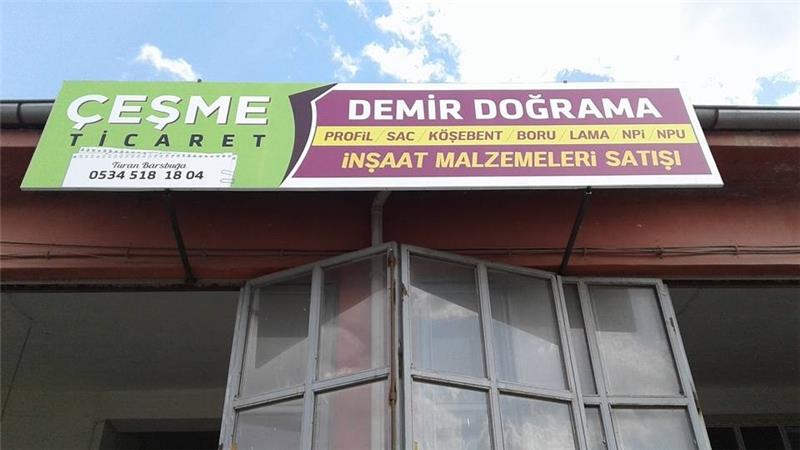 ÇEŞME
TİCARET
Turan Barsbuğa
0534 518 18 04
DEMİR DOĞRAMA
PROFİL / SAC / KÖŞEBENT / BORU / LAMA / NPİ / NPU
İNŞAAT MALZEMELERİ SATIŞI